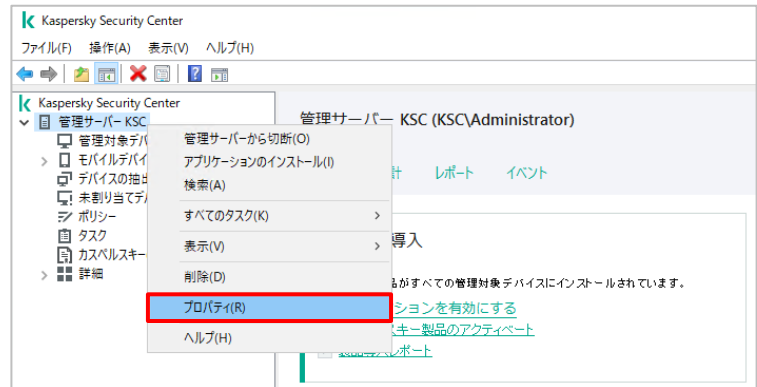 Kaspersky Security Center
ファイル(F) 操作(A) 表示(V) ヘルプ(H)
Kaspersky Security Center
管理サーバー KSC
管理対象デバ
モバイルデバイ
デバイスの抽出
未割り当てデバ
ポリシー
タスク
カスペルスキー
詳細
管理サーバーから切断(O)
アプリケーションのインストール(I)
検索(A)
すべてのタスク(K)
表示(V)
削除(D)
プロパティ(R)
ヘルプ(H)
管理サーバー KSC (KSC\Administrator)
計 レポート イベント
導入
品がすべての管理対象デバイスにインストールされています。
ションを有効にする
スキー製品のアクティベート
製品導入レポート